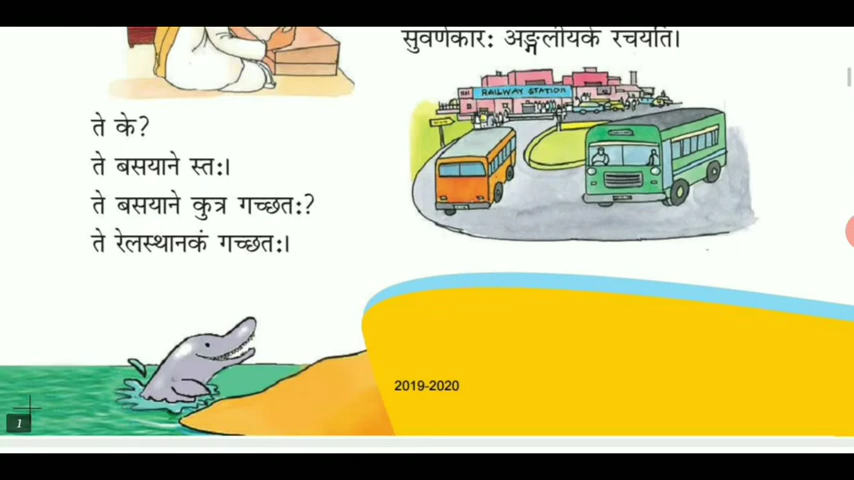 सुवर्णकारः अङ्गुलीयके रचयति।
RAILWAY STATION
ते के?
ते बसयाने स्तः।
ते बसयाने कुत्र गच्छतः?
ते रेलस्थानकं गच्छतः।
2019-2020
1